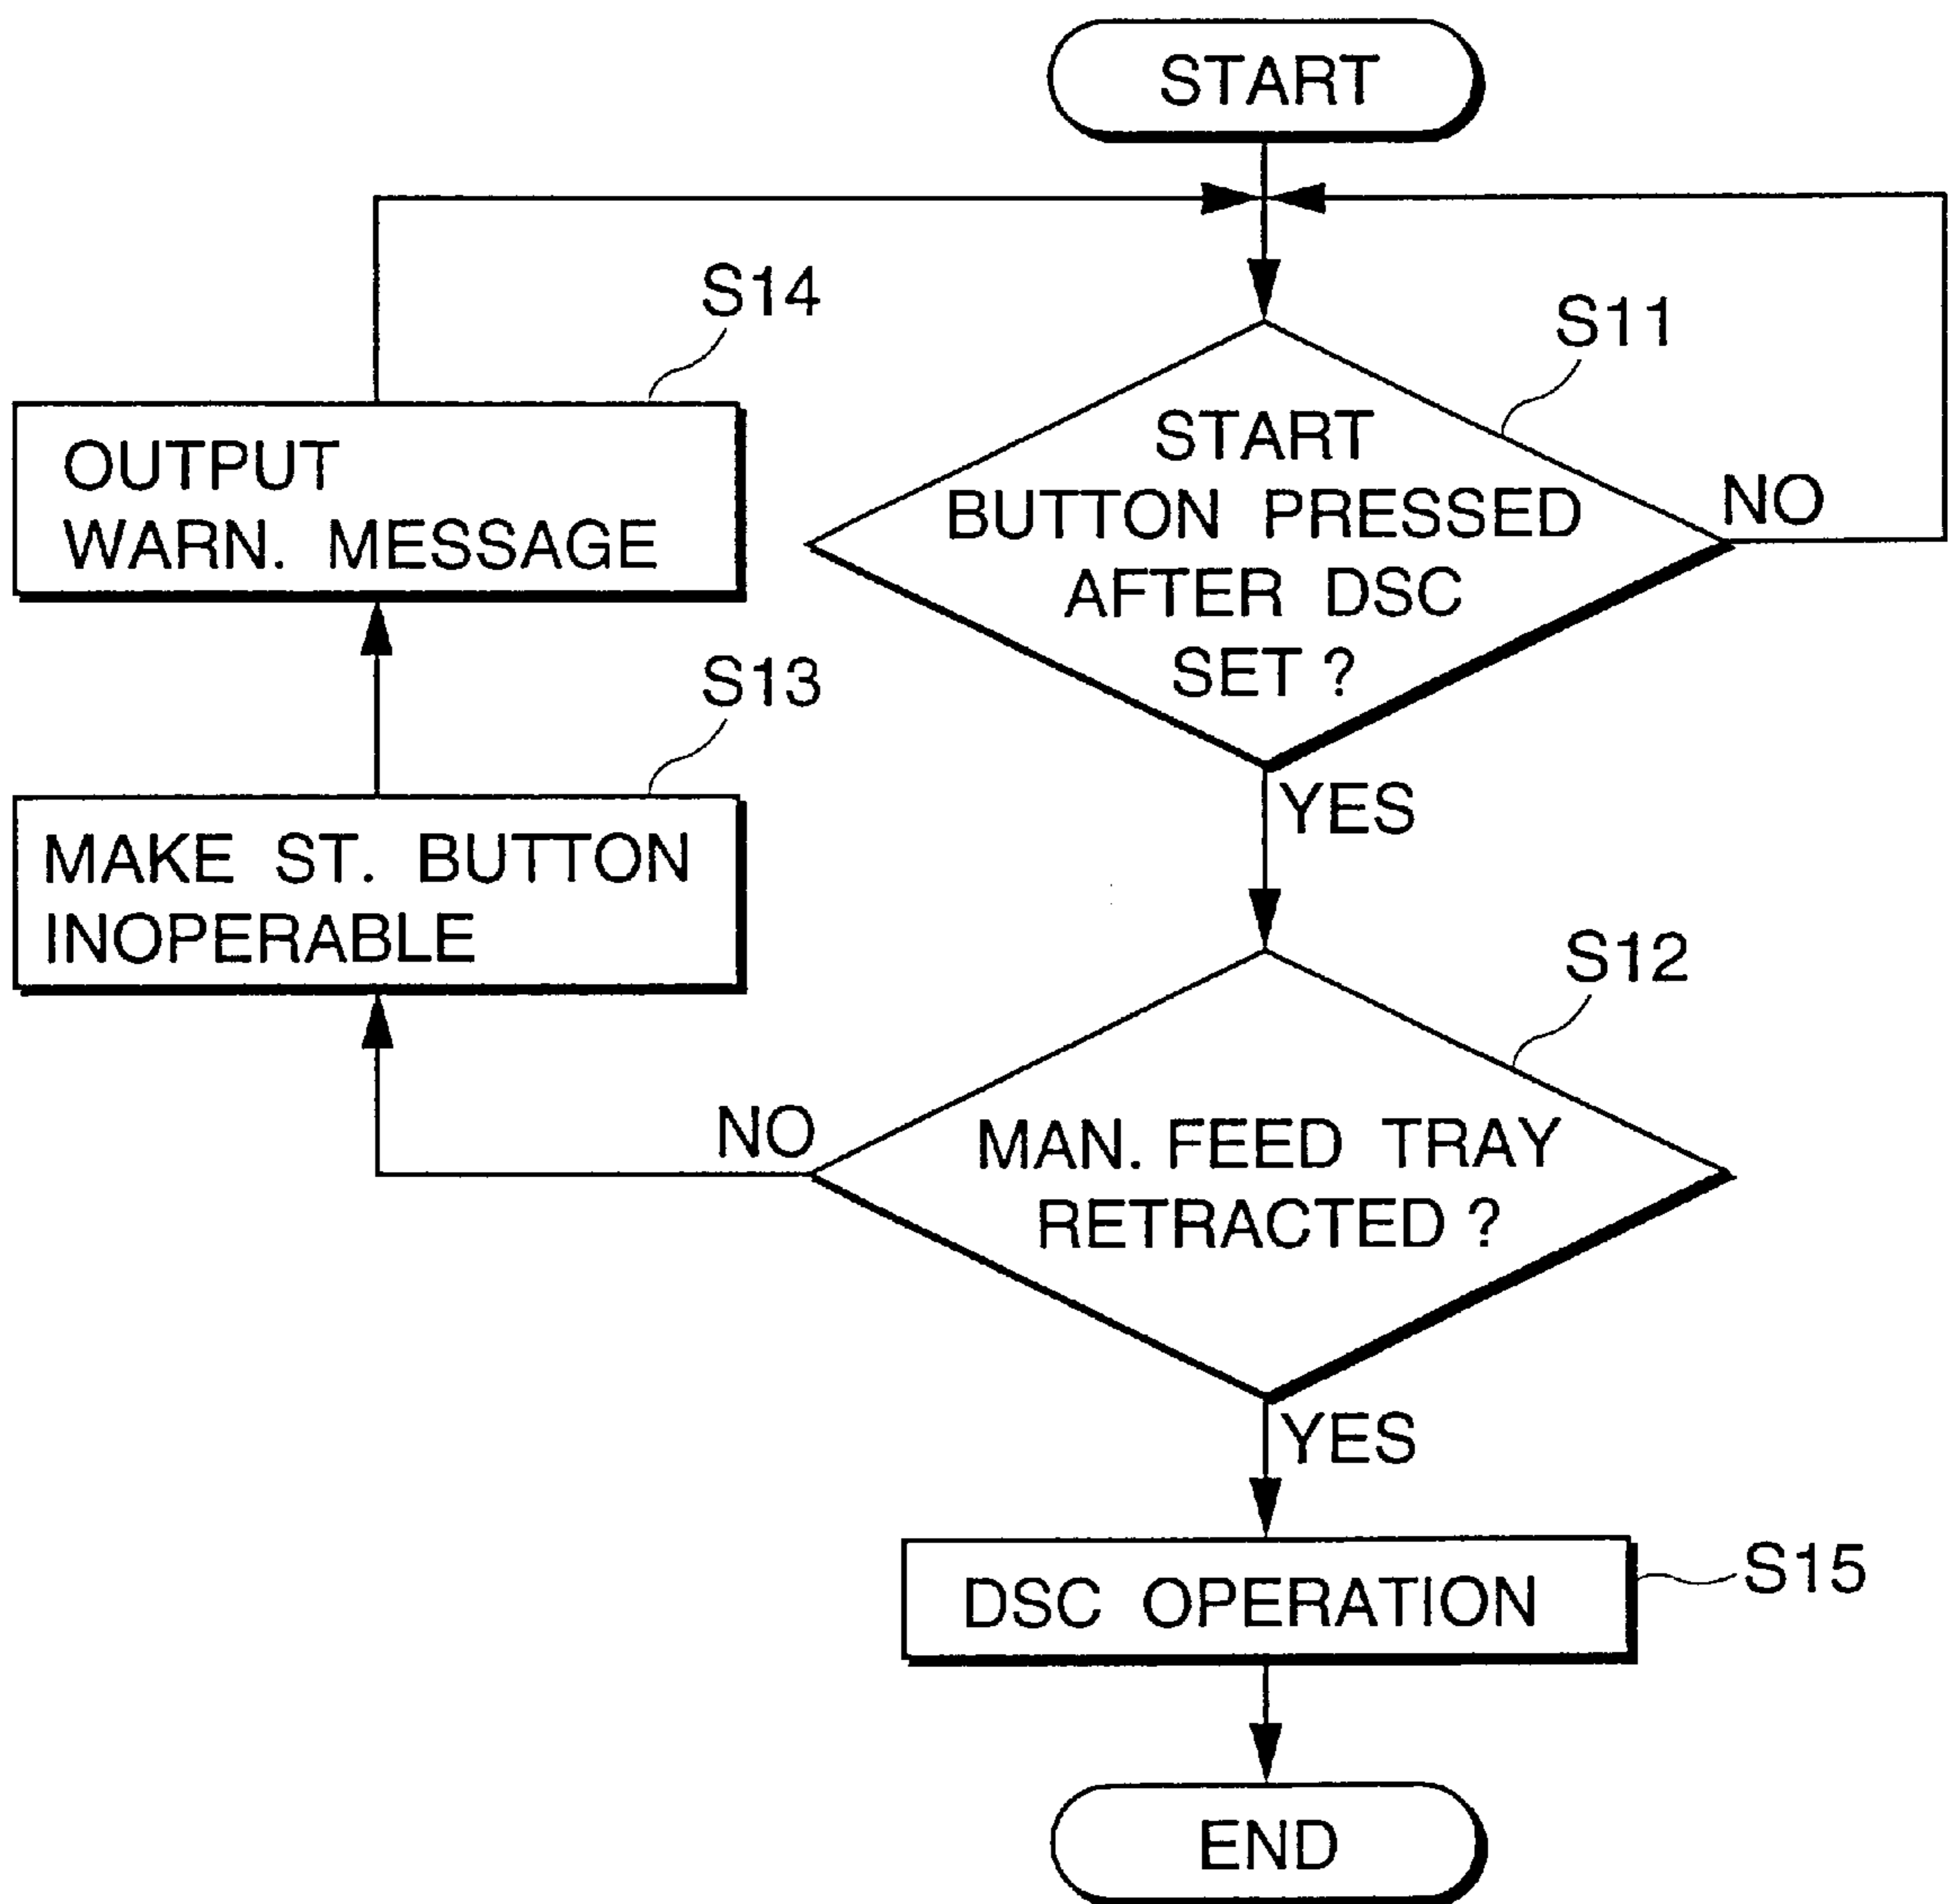 START
S14
S11
START
BUTTON PRESSED
AFTER DSC
SET ?
NO
OUTPUT
WARN. MESSAGE
S13
YES
MAKE ST. BUTTON
INOPERABLE
S12
NO
MAN. FEED TRAY
RETRACTED ?
YES
DSC OPERATION
S15
END